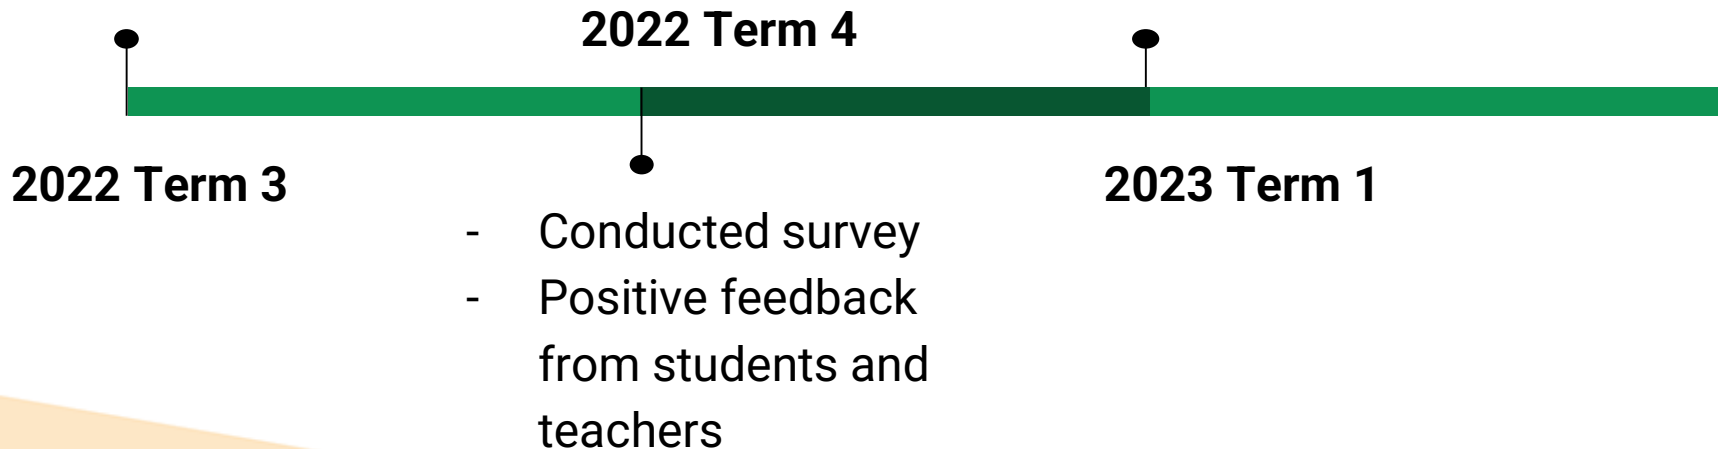 2022 Term 4
2022 Term 3
2023 Term 1
- Conducted survey
- Positive feedback
from students and
teachers